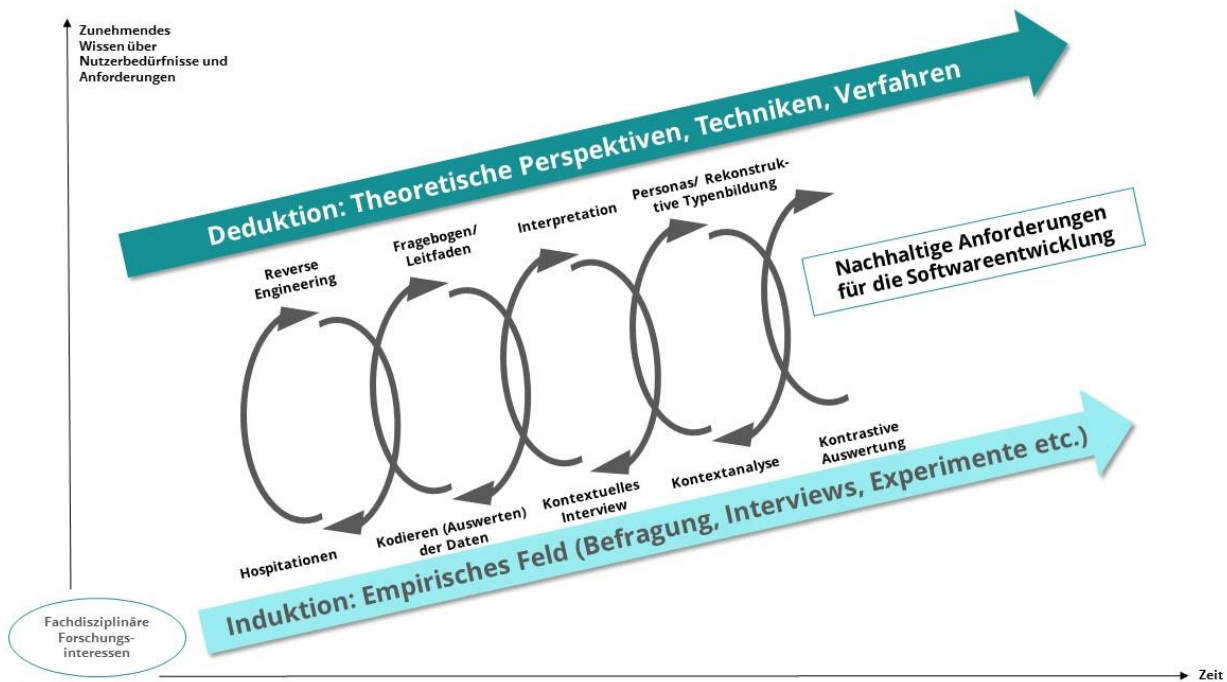 Zunehmendes
Wissen über
Nutzerbedürfnisse und
Anforderungen
Deduktion: Theoretische Perspektiven, Techniken, Verfahren
Reverse
Engineering
Fragebogen/
Leitfaden
Interpretation
Personas/ Rekonstruk-
tive Typenbildung
Nachhaltige Anforderungen
für die Softwareentwicklung
Hospitationen
Kodieren (Auswerten)
der Daten
Kontextuelles
Interview
Kontextanalyse
Kontrastive
Auswertung
Induktion: Empirisches Feld (Befragung, Interviews, Experimente etc.)
Fachdisziplinäre
Forschungs-
interessen
Zeit